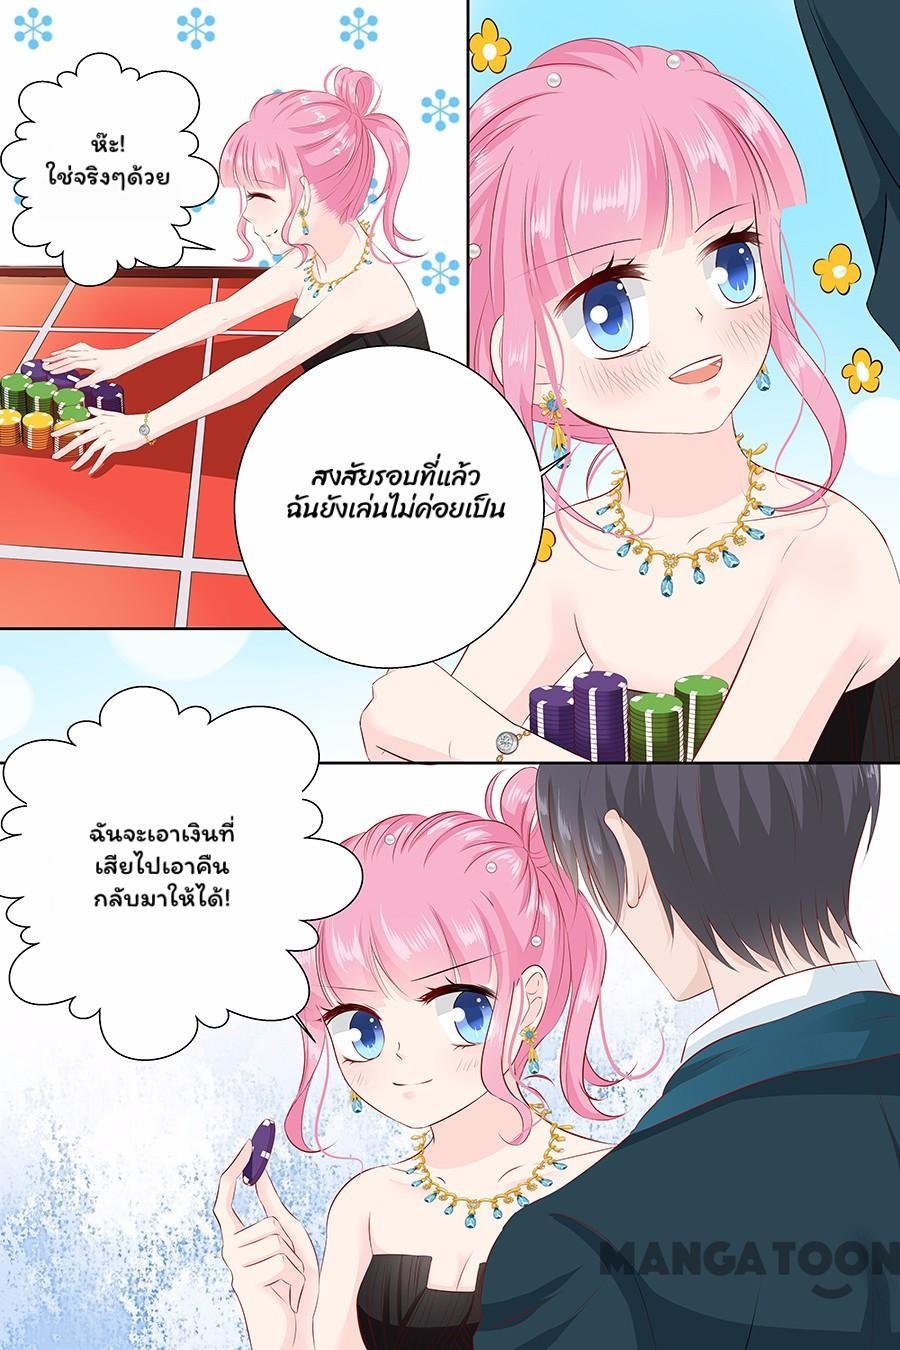 ห๊ะ!
ใช่จริงๆด้วย
สงสัยรอบที่แล้ว
ฉันยังเล่นไม่ค่อยเป็น
ฉันจะเอาเงินที่
เสียไปเอาคืน
กลับมาให้ได้!
MANGATOON